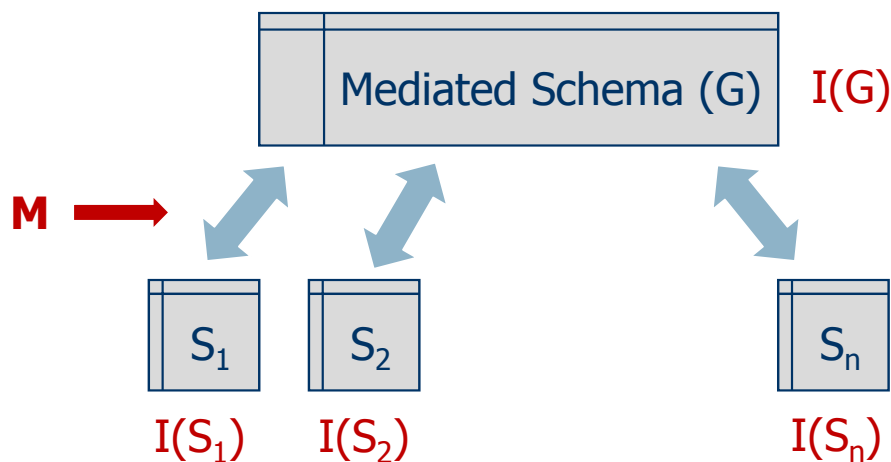 Mediated Schema (G)
I(G)
M
S₁
S₂
Sₙ
I(S₁)
I(S₂)
I(Sₙ)